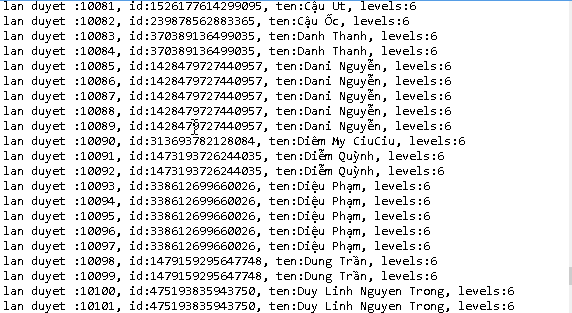 lan duyet :10081, id:1526177614299095, ten:Cậu Út, levels:6
lan duyet :10082, id:239878562883365, ten:Cậu Ốc, levels:6
lan duyet :10083, id:370389136499035, ten:Danh Thanh, levels:6
lan duyet :10084, id:370389136499035, ten:Danh Thanh, levels:6
lan duyet :10085, id:1428479727440957, ten:Dani Nguyễn, levels:6
lan duyet :10086, id:1428479727440957, ten:Dani Nguyễn, levels:6
lan duyet :10087, id:1428479727440957, ten:Dani Nguyễn, levels:6
lan duyet :10088, id:1428479727440957, ten:Dani Nguyễn, levels:6
lan duyet :10089, id:1428479727440957, ten:Dani Nguyễn, levels:6
lan duyet :10090, id:313693782128084, ten:Diêm My CiuCiu, levels:6
lan duyet :10091, id:1473193726244035, ten:Diễm Quỳnh, levels:6
lan duyet :10092, id:1473193726244035, ten:Diễm Quỳnh, levels:6
lan duyet :10093, id:338612699660026, ten:Diệu Phạm, levels:6
lan duyet :10094, id:338612699660026, ten:Diệu Phạm, levels:6
lan duyet :10095, id:338612699660026, ten:Diệu Phạm, levels:6
lan duyet :10096, id:338612699660026, ten:Diệu Phạm, levels:6
lan duyet :10097, id:338612699660026, ten:Diệu Phạm, levels:6
lan duyet :10098, id:1479159295647748, ten:Dung Trần, levels:6
lan duyet :10099, id:1479159295647748, ten:Dung Trần, levels:6
lan duyet :10100, id:475193835943750, ten:Duy Linh Nguyen Trong, levels:6
lan duyet :10101, id:475193835943750, ten:Duy Linh Nguyen Trong, levels:6